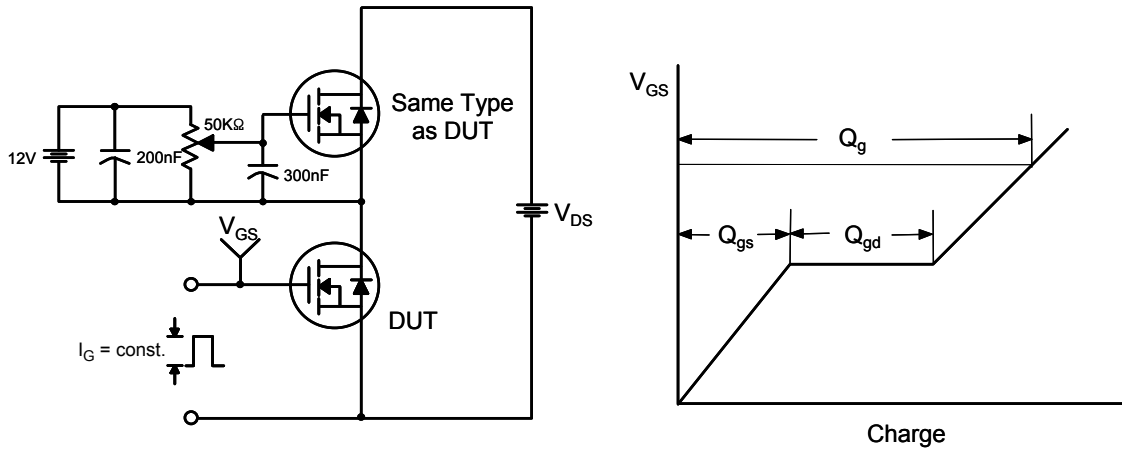 12V
200nF
50KΩ
300nF
Same Type
as DUT
V_DS
V_GS
DUT
I_G = const.
V_GS
Q_g
Q_gs
Q_gd
Charge